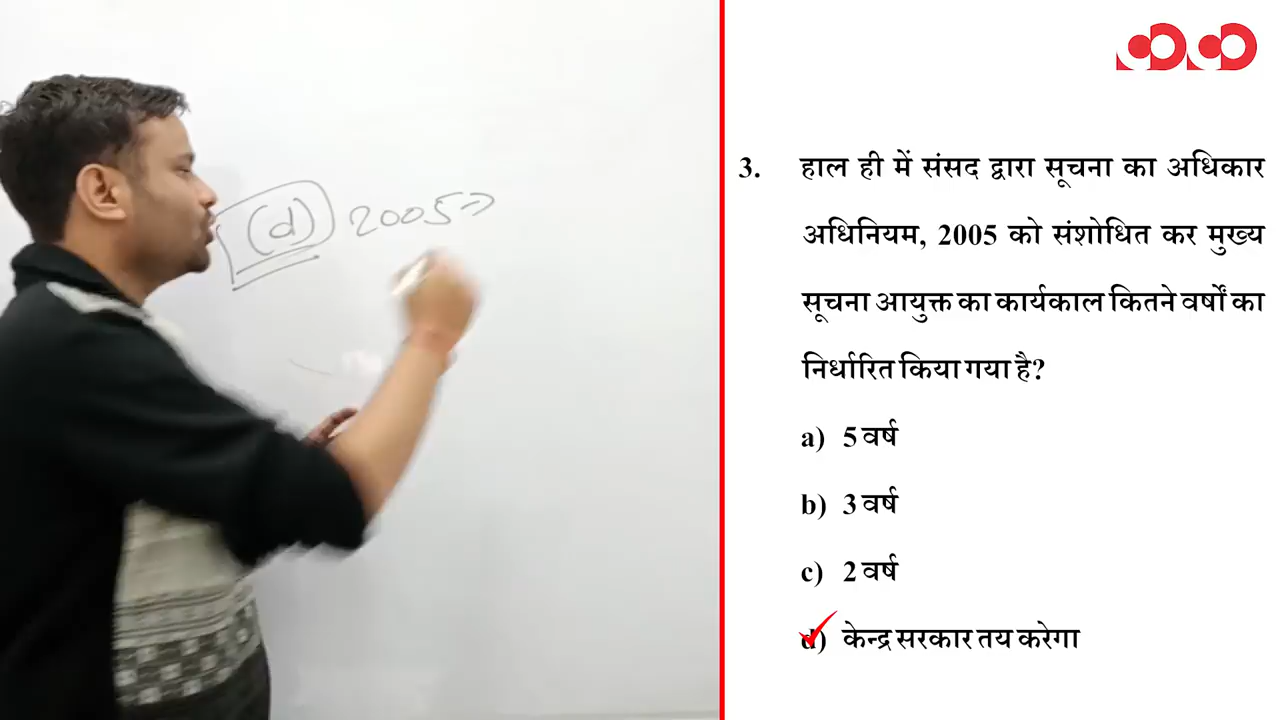 (d) 2005 =>
3. हाल ही में संसद द्वारा सूचना का अधिकार
अधिनियम, 2005 को संशोधित कर मुख्य
सूचना आयुक्त का कार्यकाल कितने वर्षों का
निर्धारित किया गया है?
a) 5 वर्ष
b) 3 वर्ष
c) 2 वर्ष
d) केन्द्र सरकार तय करेगा